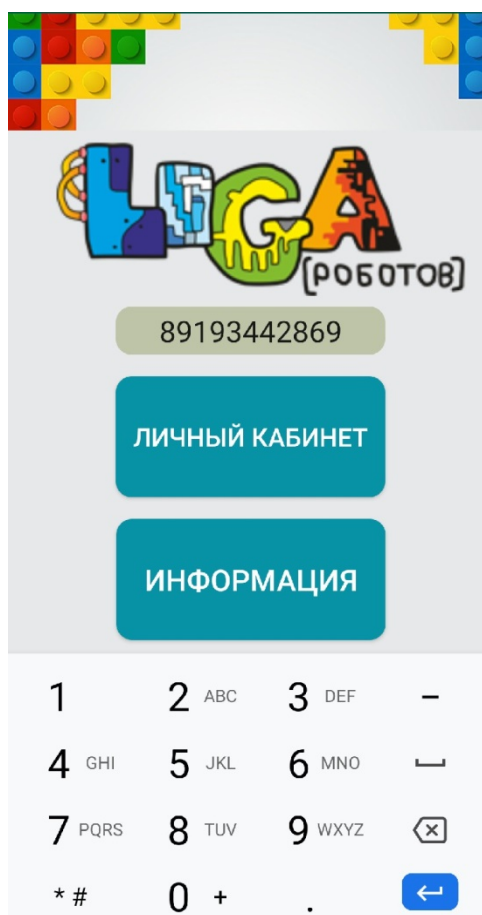 LIGA
[РОБОТОВ]
89193442869
ЛИЧНЫЙ КАБИНЕТ
ИНФОРМАЦИЯ
1 2 ABC 3 DEF –
4 GHI 5 JKL 6 MNO
7 PQRS 8 TUV 9 WXYZ
* # 0 + .